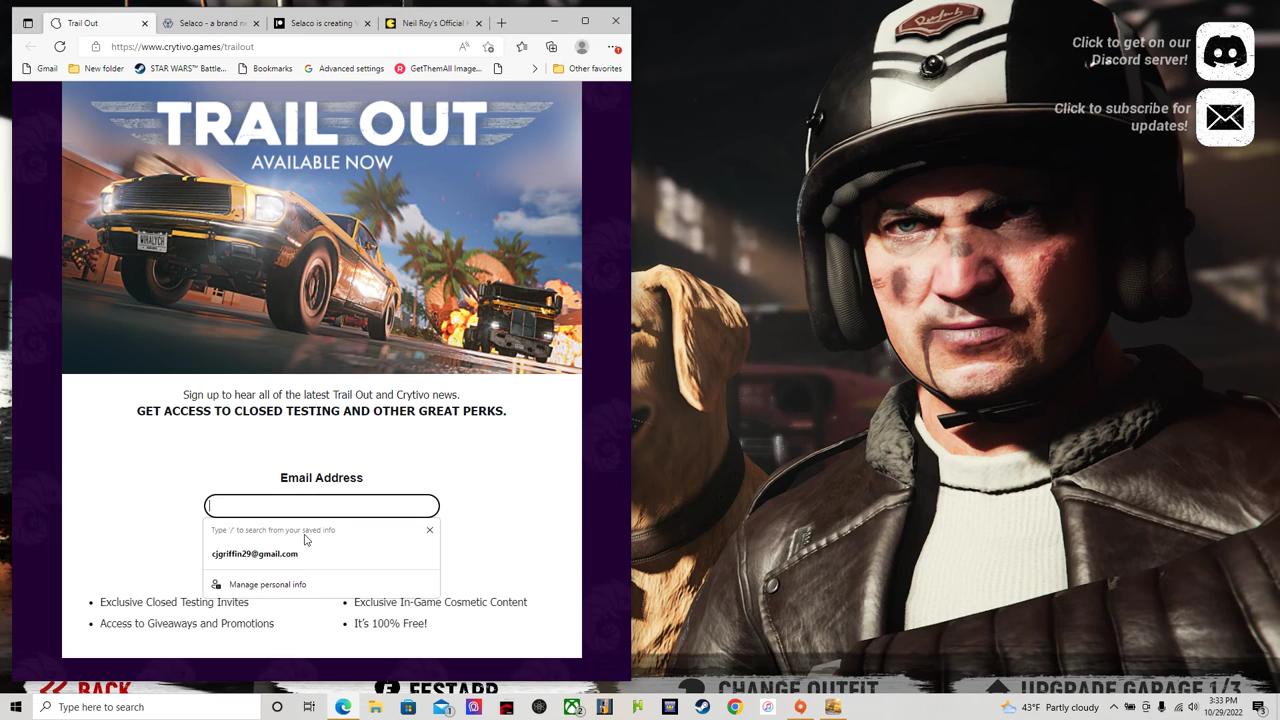 Trail Out
Selaco - a brand n
Selaco is creating
Neil Roy's Official
https://www.crytivo.games/trailout
Gmail
New folder
STAR WARS™ Battle...
Bookmarks
Advanced settings
GetThemAll Image...
Other favorites
TRAIL OUT
AVAILABLE NOW
WHALYCH
Sign up to hear all of the latest Trail Out and Crytivo news.
GET ACCESS TO CLOSED TESTING AND OTHER GREAT PERKS.
Email Address
Type '/' to search from your saved info
cjgriffin29@gmail.com
Manage personal info
Exclusive Closed Testing Invites
Exclusive In-Game Cosmetic Content
Access to Giveaways and Promotions
It's 100% Free!
Click to get on our
Discord server!
Click to subscribe for
updates!
BACK
CHANGE OUTFIT
UPGRADE GARAGE 1/3
Type here to search
43°F Partly cloudy
3:33 PM
10/29/2022